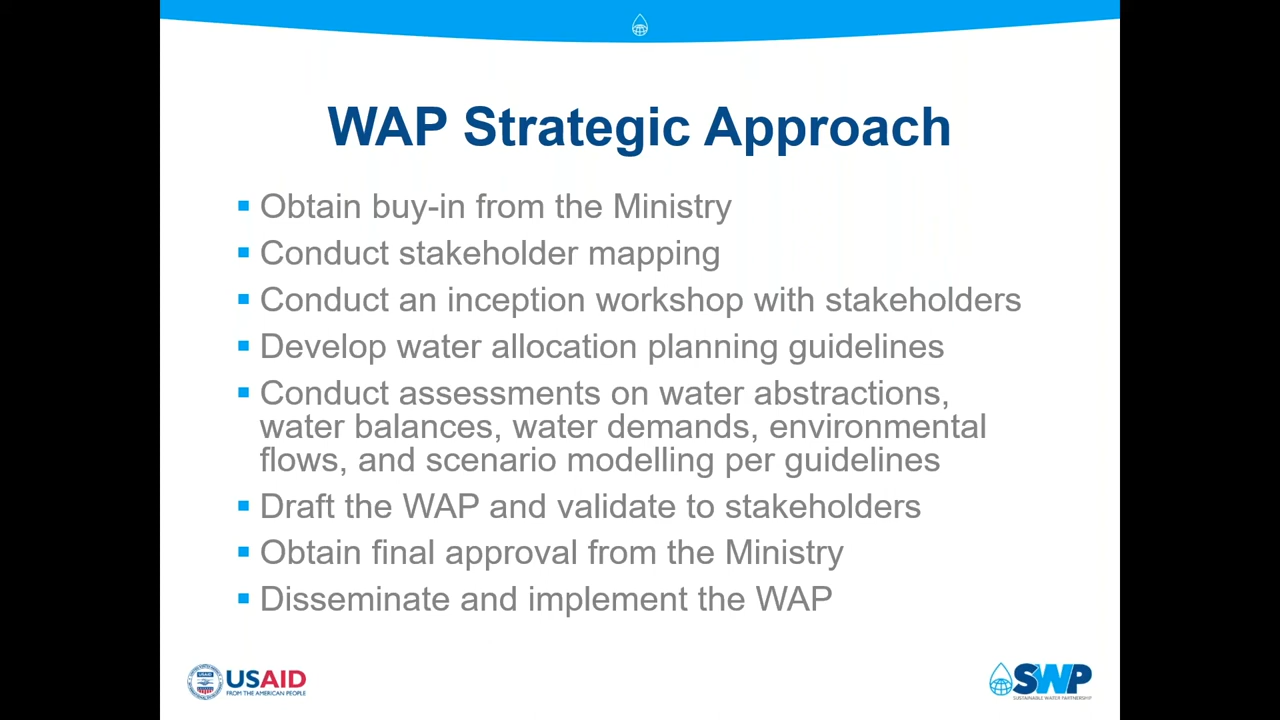 WAP Strategic Approach
Obtain buy-in from the Ministry
Conduct stakeholder mapping
Conduct an inception workshop with stakeholders
Develop water allocation planning guidelines
Conduct assessments on water abstractions,
water balances, water demands, environmental
flows, and scenario modelling per guidelines
Draft the WAP and validate to stakeholders
Obtain final approval from the Ministry
Disseminate and implement the WAP
USAID
FROM THE AMERICAN PEOPLE
SWP
SUSTAINABLE WATER PARTNERSHIP